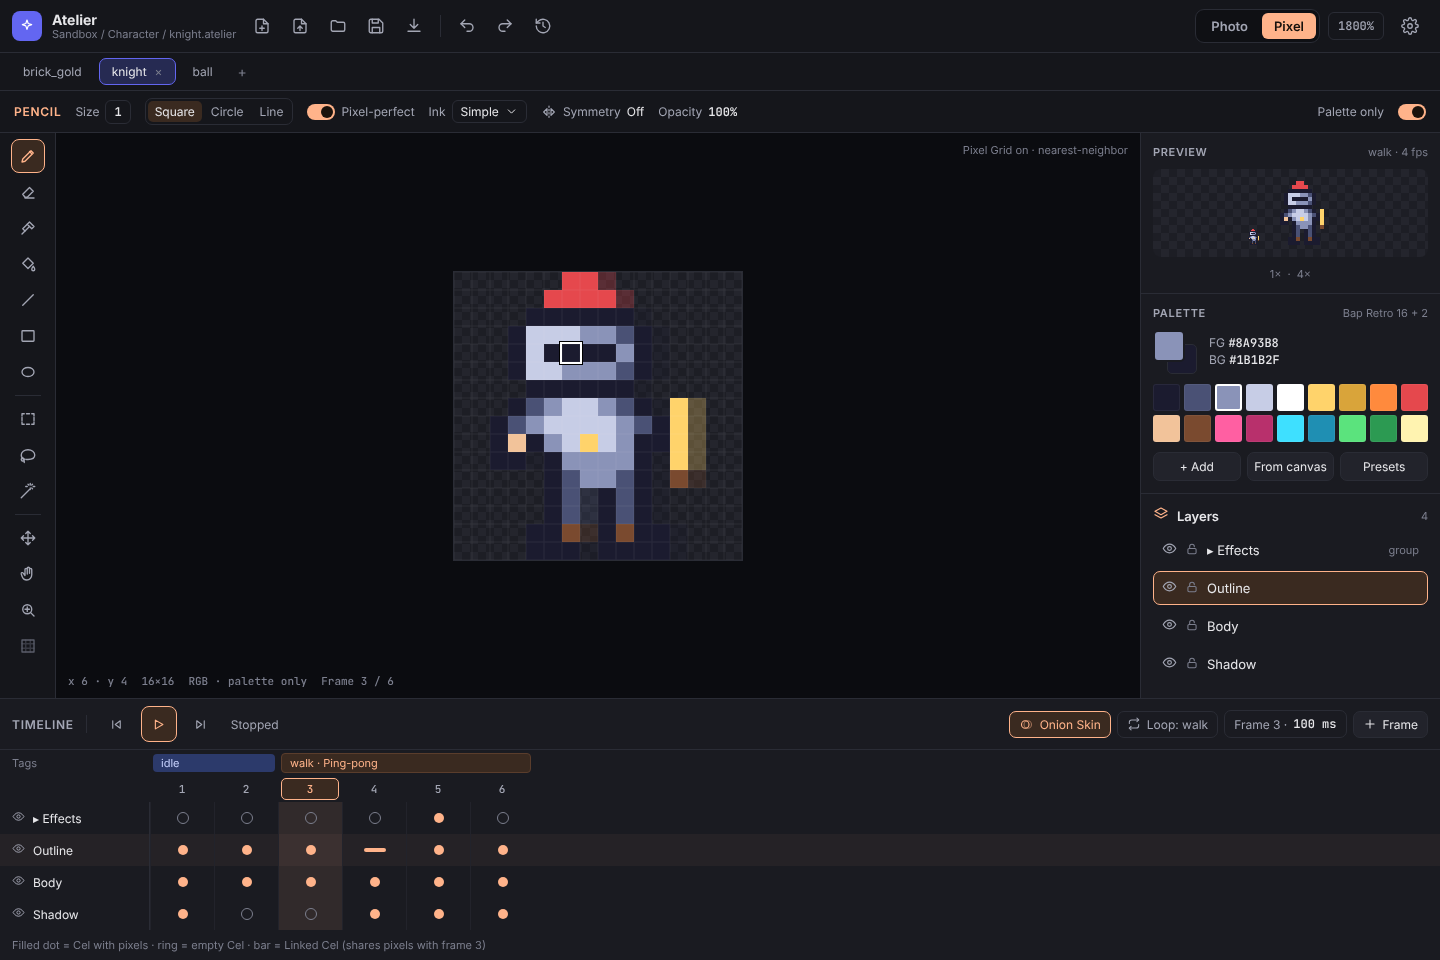 Atelier
Sandbox / Character / knight.atelier
Photo
Pixel
1800%
brick_gold
knight ×
ball
+
PENCIL
Size 1
Square
Circle
Line
Pixel-perfect
Ink Simple
Symmetry Off
Opacity 100%
Palette only
Pixel Grid on · nearest-neighbor
x 6 · y 4 16×16 RGB · palette only Frame 3 / 6
PREVIEW
walk · 4 fps
1× · 4×
PALETTE
Bap Retro 16 + 2
FG #8A93B8
BG #1B1B2F
+ Add
From canvas
Presets
Layers
4
▸ Effects
group
Outline
Body
Shadow
TIMELINE
Stopped
Onion Skin
Loop: walk
Frame 3 · 100 ms
+ Frame
Tags
idle
walk · Ping-pong
1 2 3 4 5 6
▸ Effects
Outline
Body
Shadow
Filled dot = Cel with pixels · ring = empty Cel · bar = Linked Cel (shares pixels with frame 3)